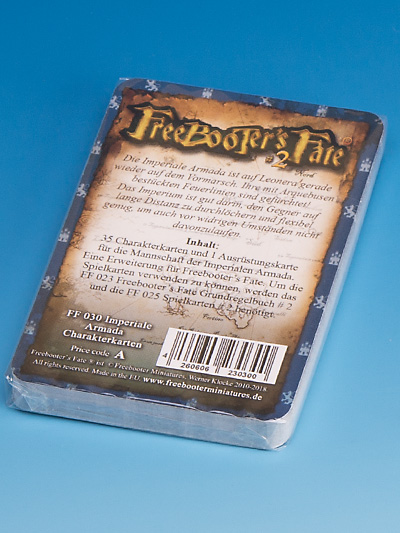 FREEBOOTER'S FATE ®
#2
Nord
Die Imperiale Armada ist auf Leonera gerade
wieder auf dem Vormarsch. Ihre mit Arquebusen
bestückten Feuerlinien sind gefürchtet!
Das Imperium ist gut darin, den Gegner auf
lange Distanz zu durchlöchern und flexibel
genug, um auch vor widrigen Umständen nicht
davonzulaufen.
Inhalt:
35 Charakterkarten und 1 Ausrüstungskarte
für die Mannschaft der Imperialen Armada.
Eine Erweiterung für Freebooter's Fate. Um die
Spielkarten verwenden zu können, werden das
FF 023 Freebooter's Fate Grundregelbuch # 2
und die FF 025 Spielkarten # 2 benötigt.
FF 030 Imperiale
Armada
Charakterkarten
Price code A
4 260606 230300
Freebooter's Fate ® ist © Freebooter Miniatures, Werner Klocke 2010-2018
All rights reserved. Made in the EU. www.freebooterminiatures.de